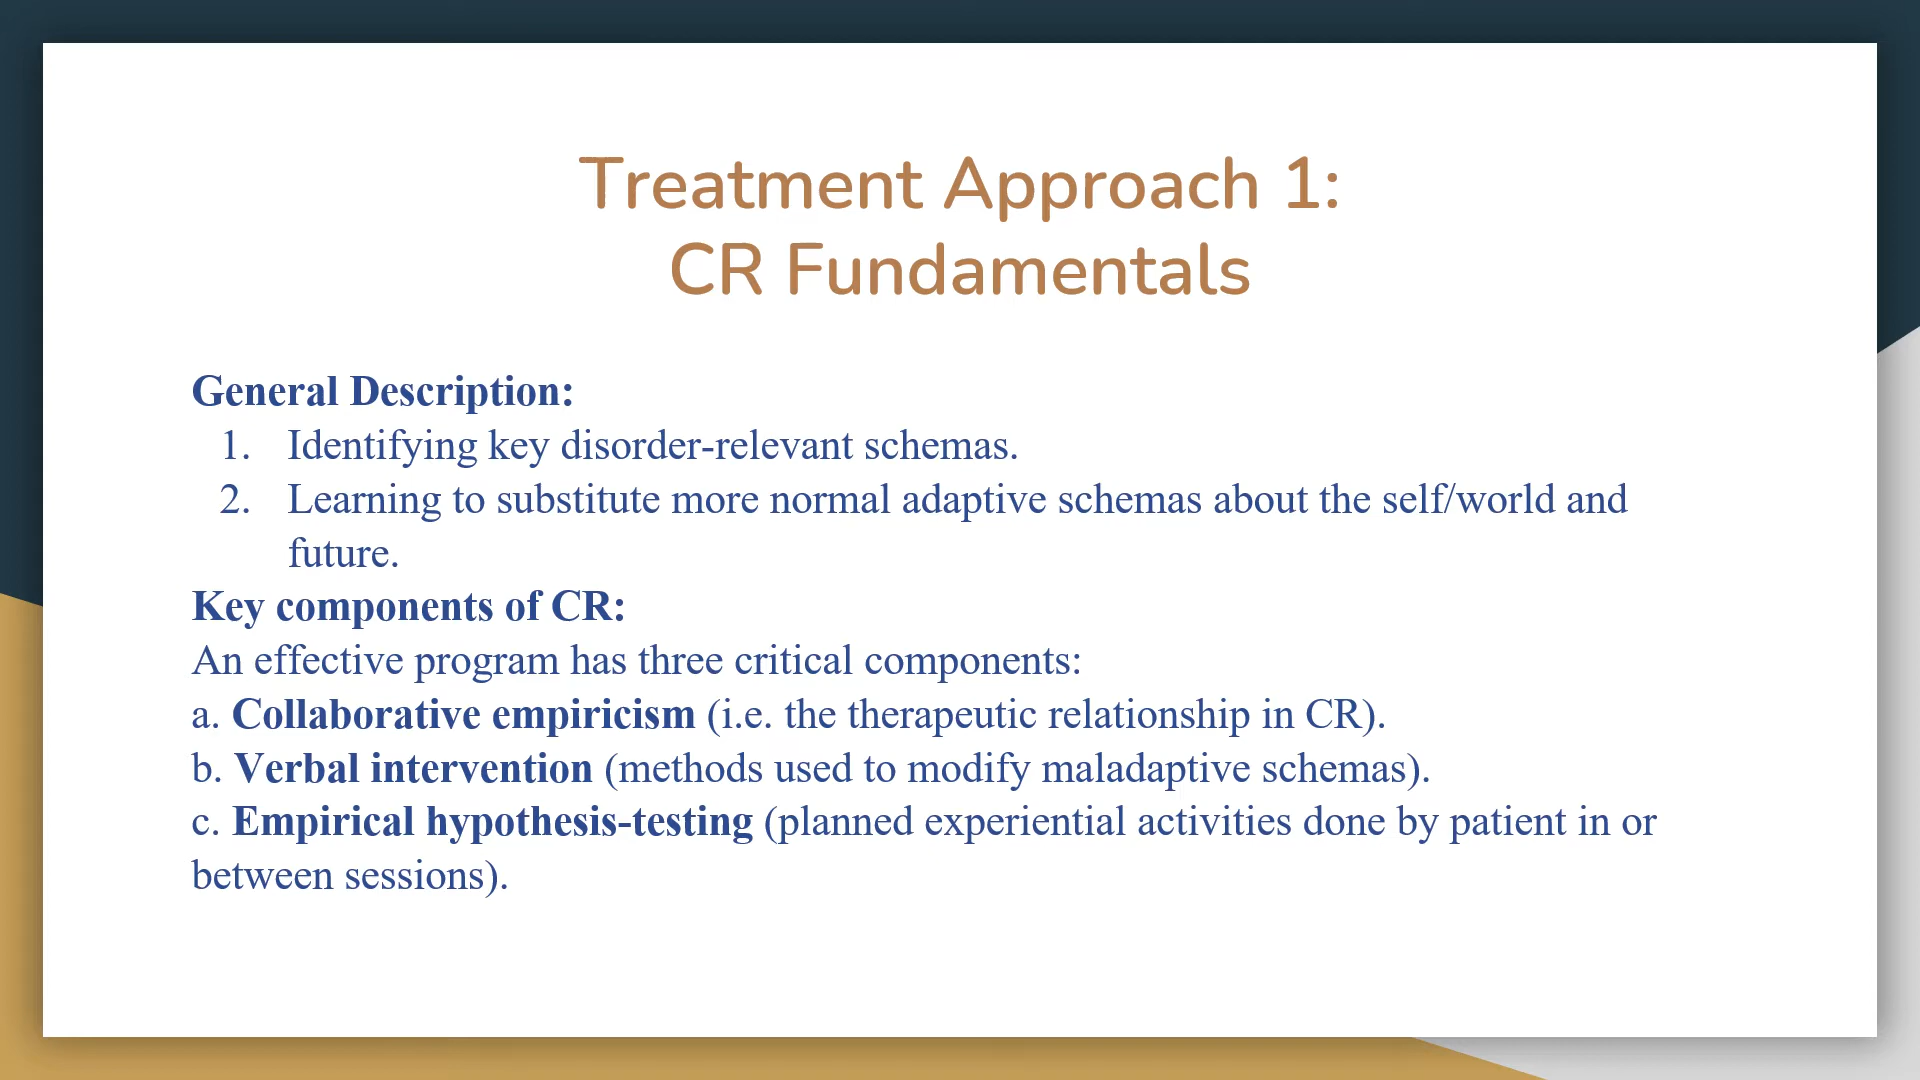 Treatment Approach 1:
CR Fundamentals
General Description:
1. Identifying key disorder-relevant schemas.
2. Learning to substitute more normal adaptive schemas about the self/world and
future.
Key components of CR:
An effective program has three critical components:
a. Collaborative empiricism (i.e. the therapeutic relationship in CR).
b. Verbal intervention (methods used to modify maladaptive schemas).
c. Empirical hypothesis-testing (planned experiential activities done by patient in or
between sessions).